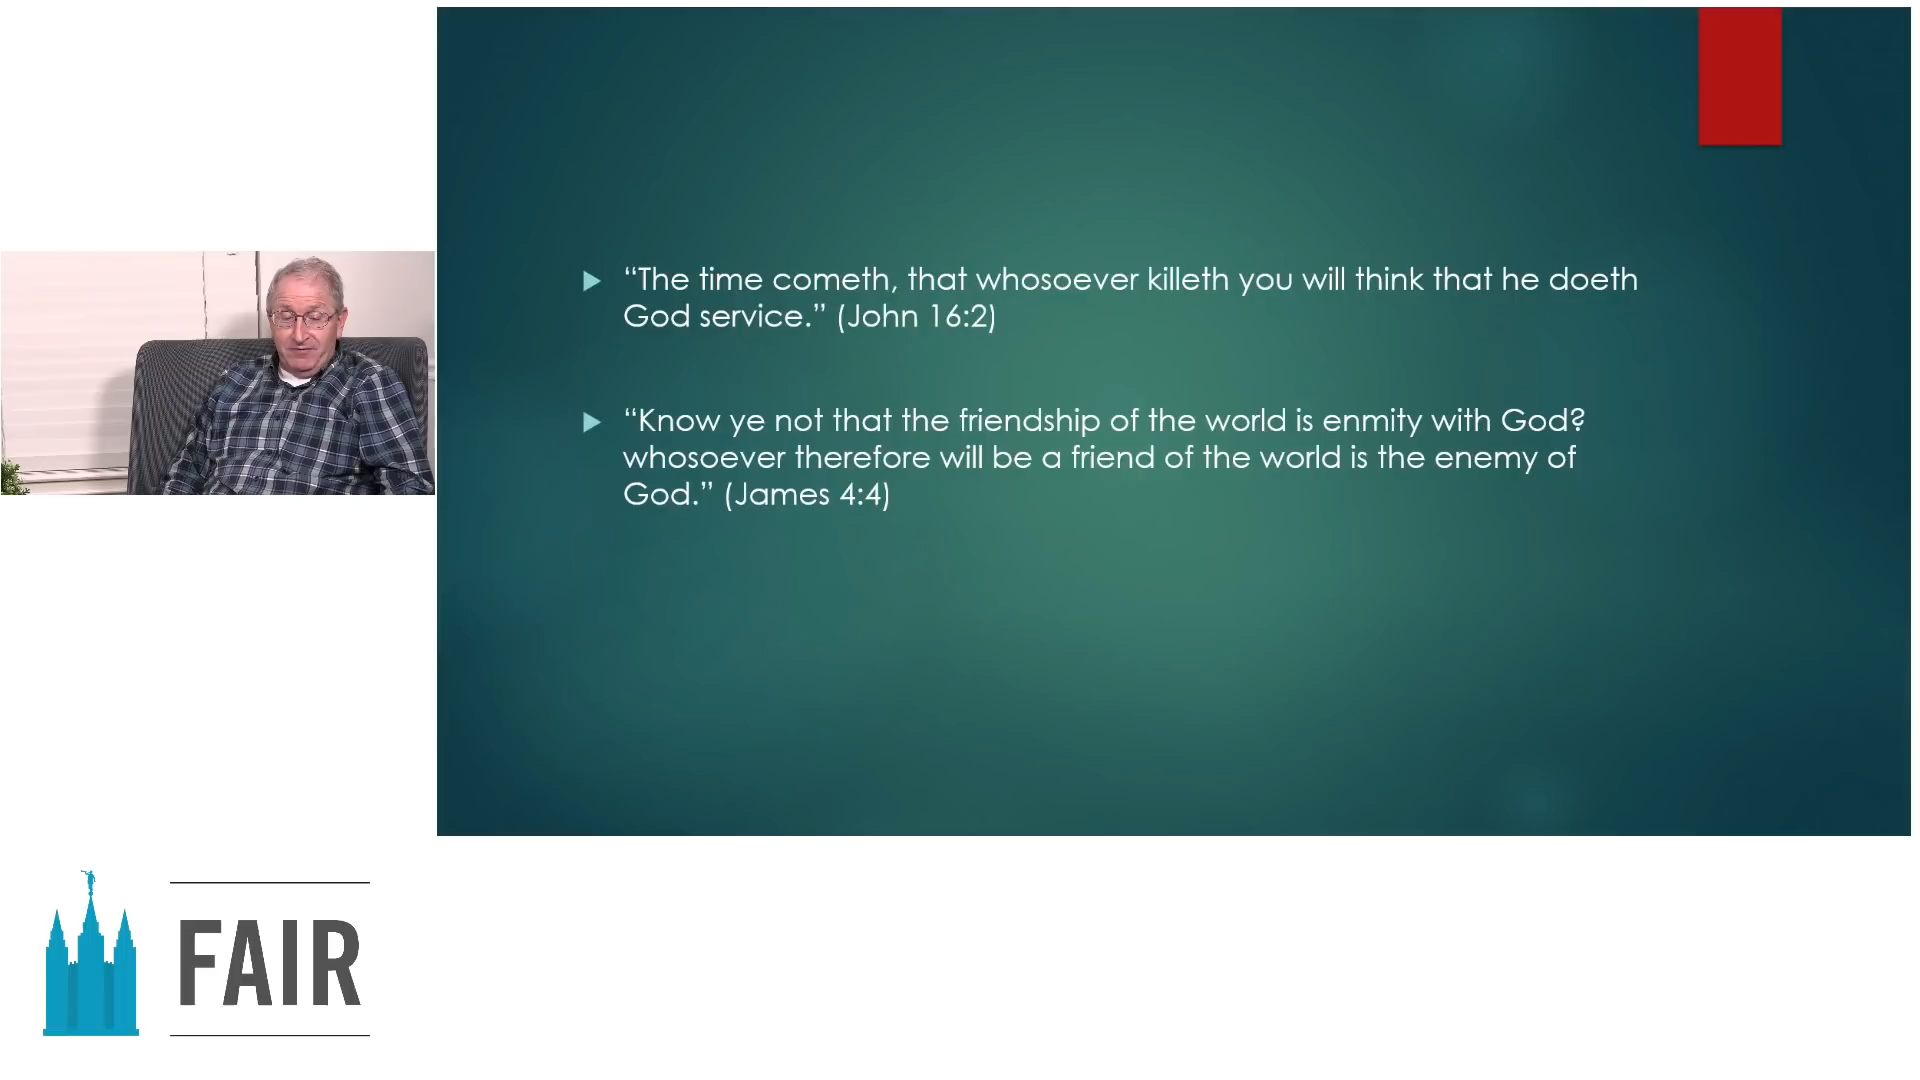 “The time cometh, that whosoever killeth you will think that he doeth
God service.” (John 16:2)
“Know ye not that the friendship of the world is enmity with God?
whosoever therefore will be a friend of the world is the enemy of
God.” (James 4:4)
FAIR